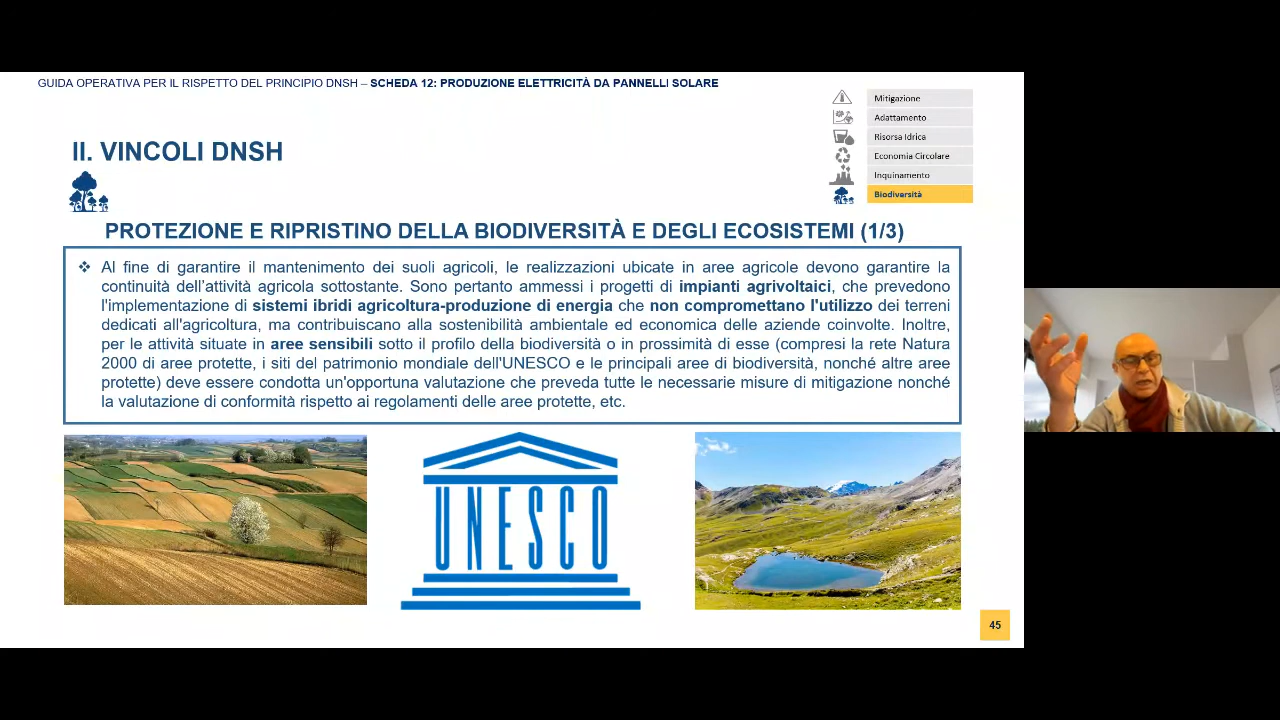 GUIDA OPERATIVA PER IL RISPETTO DEL PRINCIPIO DNSH – SCHEDA 12: PRODUZIONE ELETTRICITÀ DA PANNELLI SOLARE
Mitigazione
Adattamento
Risorsa Idrica
Economia Circolare
Inquinamento
Biodiversità
II. VINCOLI DNSH
PROTEZIONE E RIPRISTINO DELLA BIODIVERSITÀ E DEGLI ECOSISTEMI (1/3)
❖ Al fine di garantire il mantenimento dei suoli agricoli, le realizzazioni ubicate in aree agricole devono garantire la
continuità dell'attività agricola sottostante. Sono pertanto ammessi i progetti di impianti agrivoltaici, che prevedono
l'implementazione di sistemi ibridi agricoltura-produzione di energia che non compromettano l'utilizzo dei terreni
dedicati all'agricoltura, ma contribuiscano alla sostenibilità ambientale ed economica delle aziende coinvolte. Inoltre,
per le attività situate in aree sensibili sotto il profilo della biodiversità o in prossimità di esse (compresi la rete Natura
2000 di aree protette, i siti del patrimonio mondiale dell'UNESCO e le principali aree di biodiversità, nonché altre aree
protette) deve essere condotta un'opportuna valutazione che preveda tutte le necessarie misure di mitigazione nonché
la valutazione di conformità rispetto ai regolamenti delle aree protette, etc.
UNESCO
45